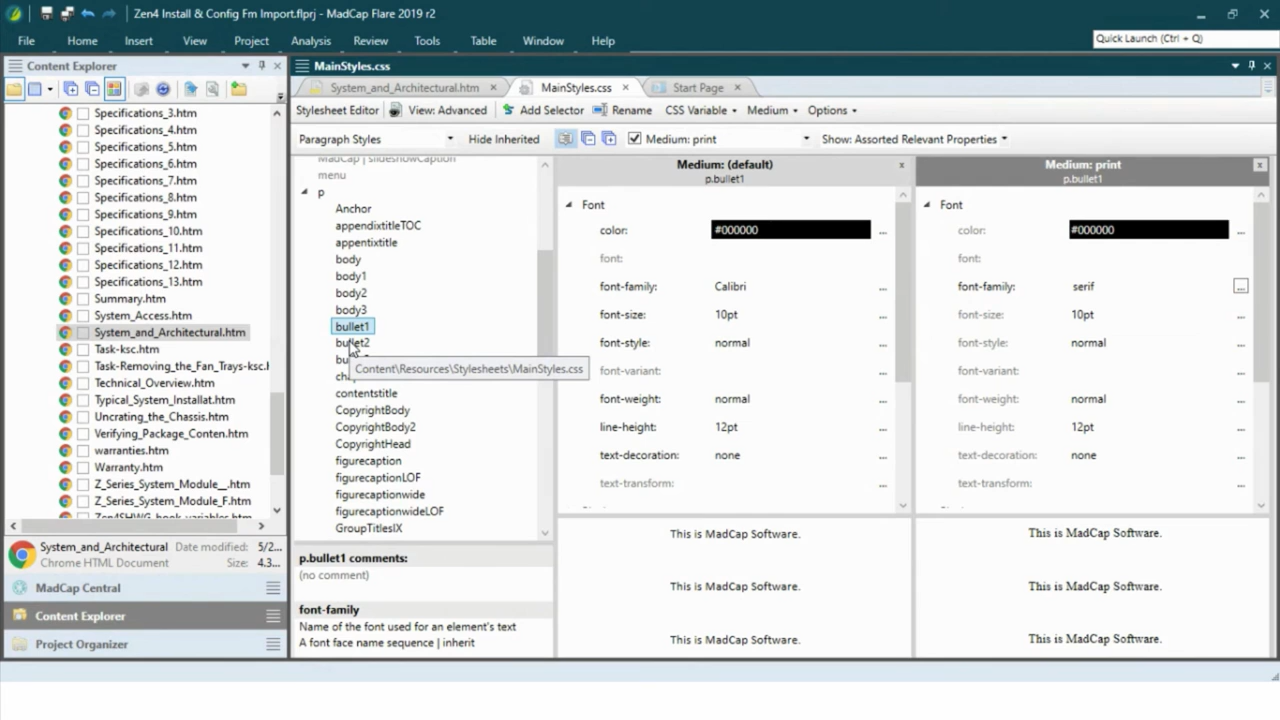 Zen4 Install & Config Fm Import.flprj - MadCap Flare 2019 r2
File Home Insert View Project Analysis Review Tools Table Window Help
Quick Launch (Ctrl + Q)
Content Explorer
MainStyles.css
System_and_Architectural.htm
MainStyles.css
Start Page
Stylesheet Editor
View: Advanced
Add Selector
Rename
CSS Variable
Medium
Options
Paragraph Styles
Hide Inherited
Medium: print
Show: Assorted Relevant Properties
Specifications_3.htm
Specifications_4.htm
Specifications_5.htm
Specifications_6.htm
Specifications_7.htm
Specifications_8.htm
Specifications_9.htm
Specifications_10.htm
Specifications_11.htm
Specifications_12.htm
Specifications_13.htm
Summary.htm
System_Access.htm
System_and_Architectural.htm
Task-ksc.htm
Task-Removing_the_Fan_Trays-ksc.h
Technical_Overview.htm
Typical_System_Installat.htm
Uncrating_the_Chassis.htm
Verifying_Package_Conten.htm
warranties.htm
Warranty.htm
Z_Series_System_Module__.htm
Z_Series_System_Module_F.htm
Zen4SHWG_book_variables.htm
System_and_Architectural Date modified: 5/2...
Chrome HTML Document Size: 4.3...
MadCap Central
Content Explorer
Project Organizer
MadCap | slideshowCaption
menu
p
Anchor
appendixtitleTOC
appentixtitle
body
body1
body2
body3
bullet1
bullet2
Content\Resources\Stylesheets\MainStyles.css
contentstitle
CopyrightBody
CopyrightBody2
CopyrightHead
figurecaption
figurecaptionLOF
figurecaptionwide
figurecaptionwideLOF
GroupTitlesIX
p.bullet1 comments:
(no comment)
font-family
Name of the font used for an element's text
A font face name sequence | inherit
Medium: (default)
p.bullet1
Font
color: #000000 ...
font:
font-family: Calibri ...
font-size: 10pt ...
font-style: normal ...
font-variant: ...
font-weight: normal ...
line-height: 12pt ...
text-decoration: none ...
text-transform: ...
This is MadCap Software.
This is MadCap Software.
This is MadCap Software.
Medium: print
p.bullet1
Font
color: #000000 ...
font:
font-family: serif ...
font-size: 10pt ...
font-style: normal ...
font-variant: ...
font-weight: normal ...
line-height: 12pt ...
text-decoration: none ...
text-transform: ...
This is MadCap Software.
This is MadCap Software.
This is MadCap Software.